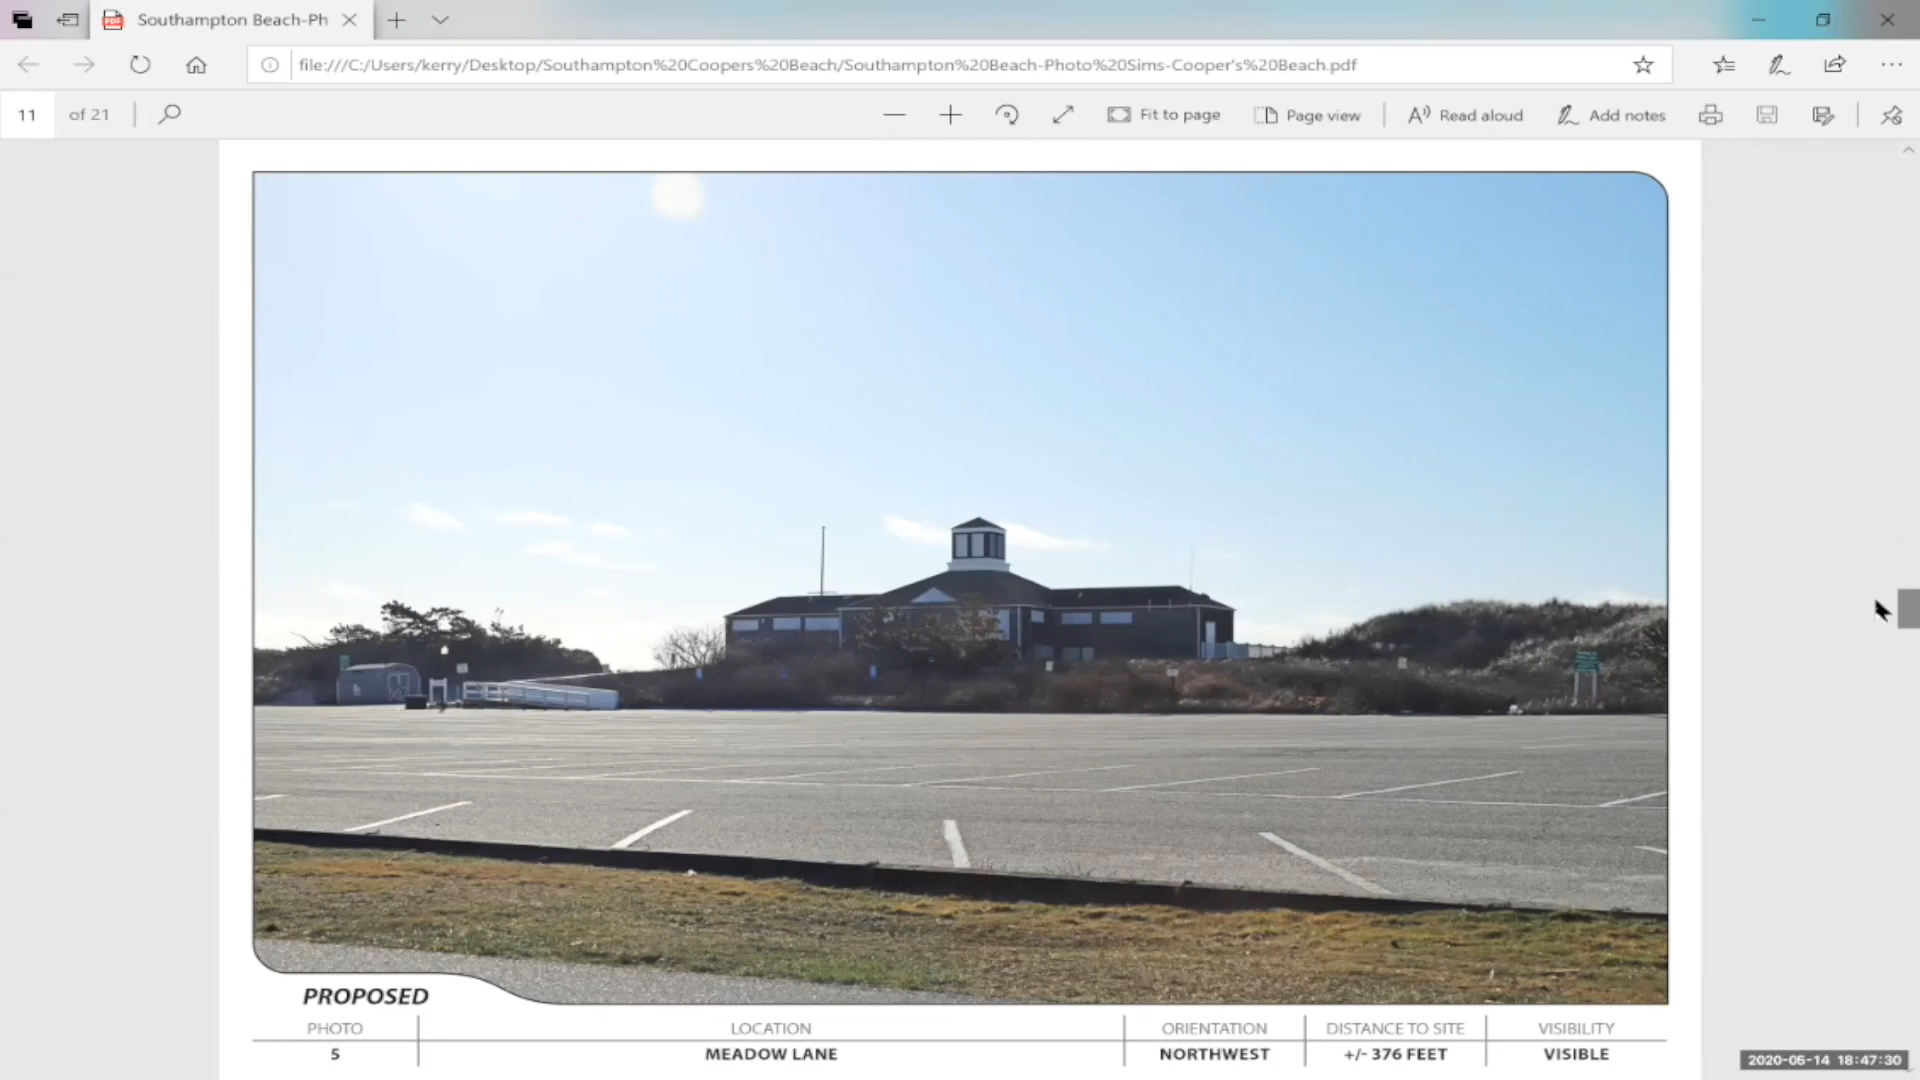 Southampton Beach-Ph
file:///C:/Users/kerry/Desktop/Southampton%20Coopers%20Beach/Southampton%20Beach-Photo%20Sims-Cooper's%20Beach.pdf
11 of 21 Fit to page Page view Read aloud Add notes
PROPOSED
PHOTO LOCATION ORIENTATION DISTANCE TO SITE VISIBILITY
5 MEADOW LANE NORTHWEST +/- 376 FEET VISIBLE
2020-05-14 18:47:30